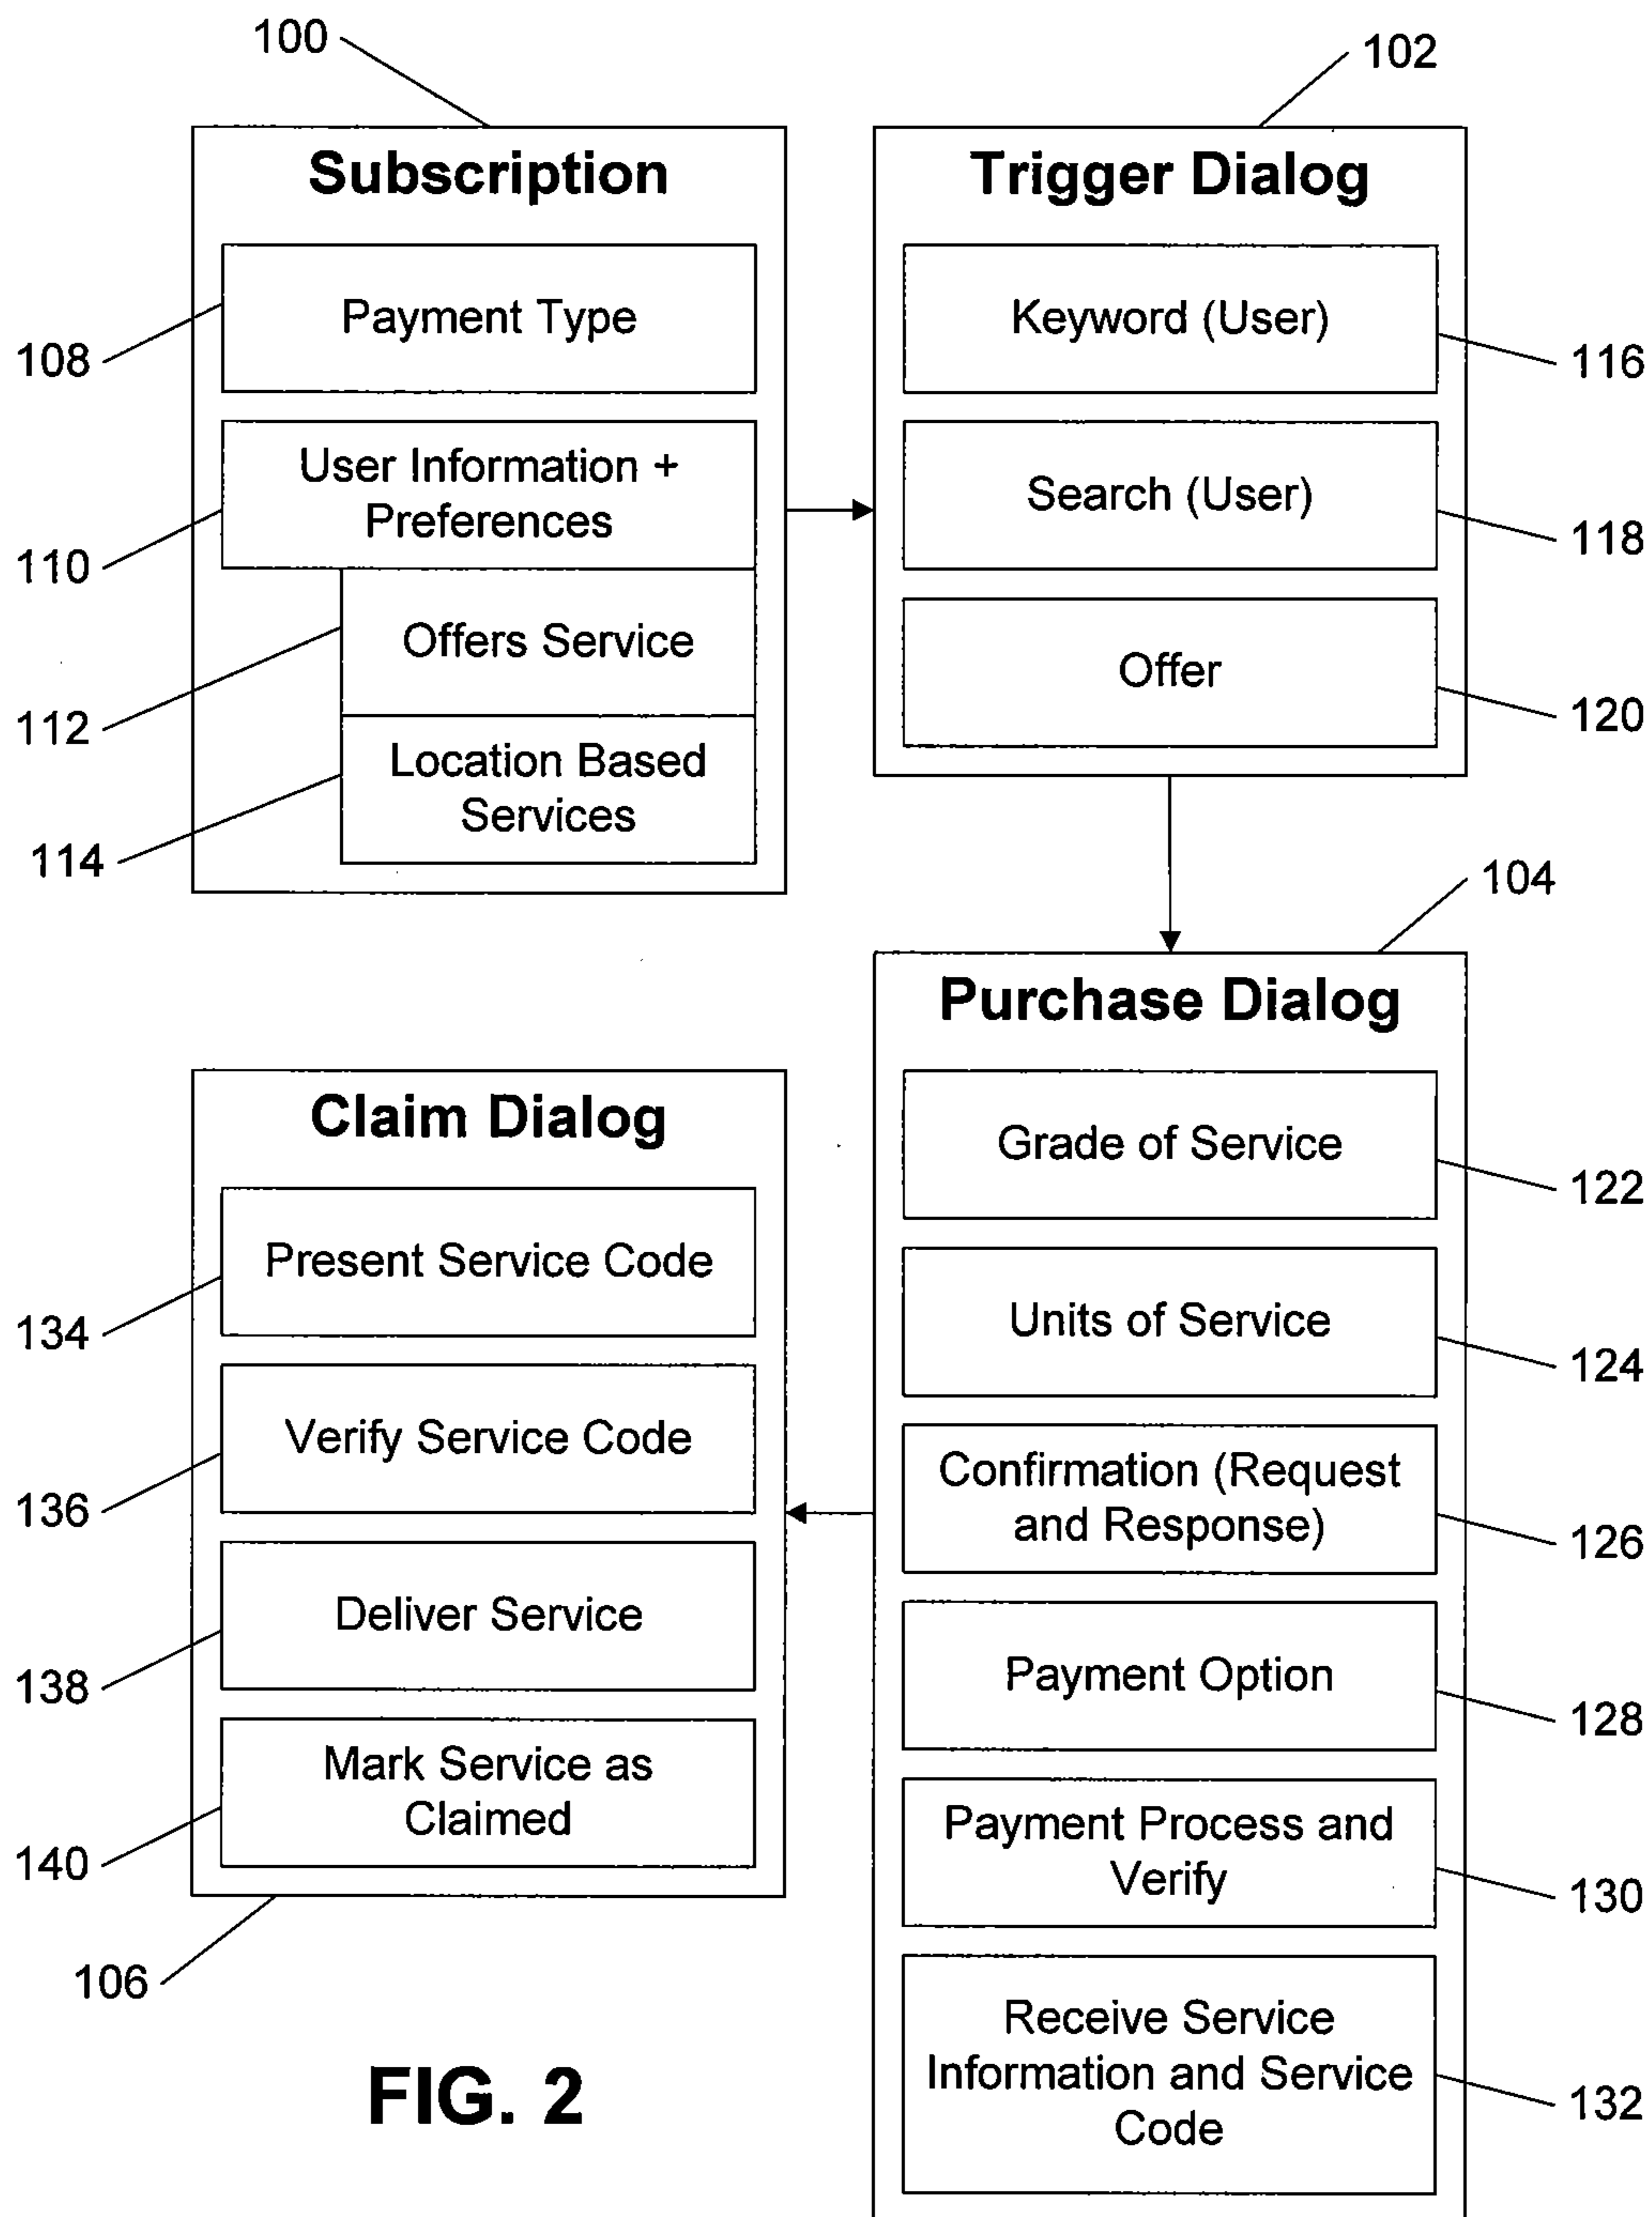 100
102
Subscription
Payment Type
108
User Information +
Preferences
110
Offers Service
112
Location Based
Services
114
Trigger Dialog
Keyword (User)
116
Search (User)
118
Offer
120
104
Purchase Dialog
Grade of Service
122
Units of Service
124
Confirmation (Request
and Response)
126
Payment Option
128
Payment Process and
Verify
130
Receive Service
Information and Service
Code
132
Claim Dialog
Present Service Code
134
Verify Service Code
136
Deliver Service
138
Mark Service as
Claimed
140
106
FIG. 2